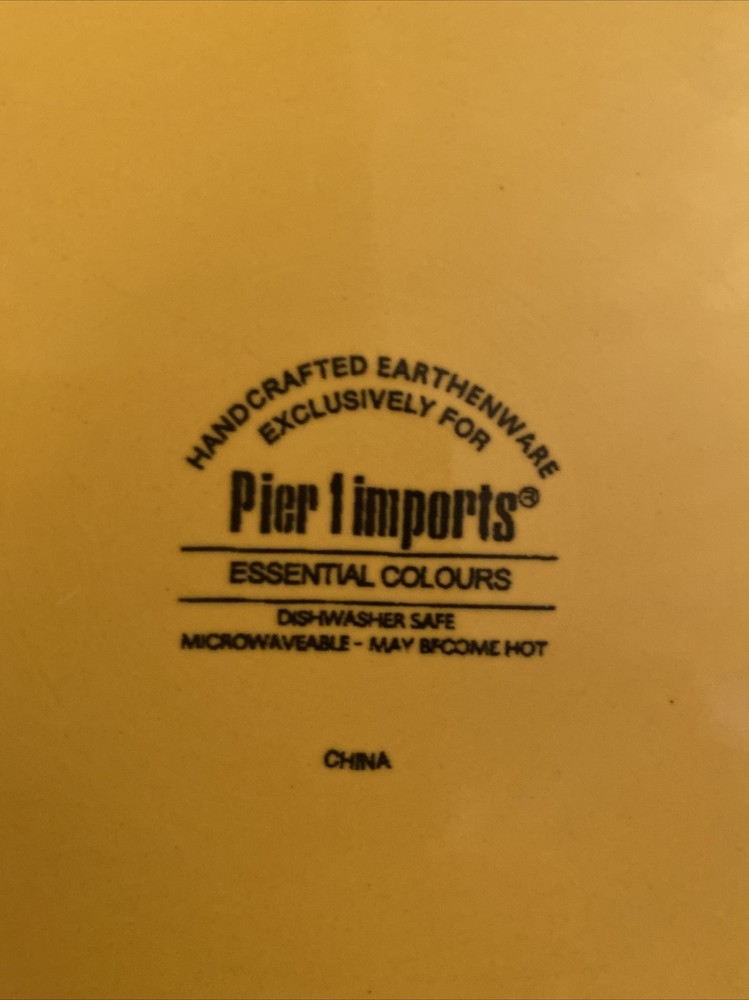 HANDCRAFTED EARTHENWARE
EXCLUSIVELY FOR
Pier 1 imports®
ESSENTIAL COLOURS
DISHWASHER SAFE
MICROWAVEABLE - MAY BECOME HOT
CHINA